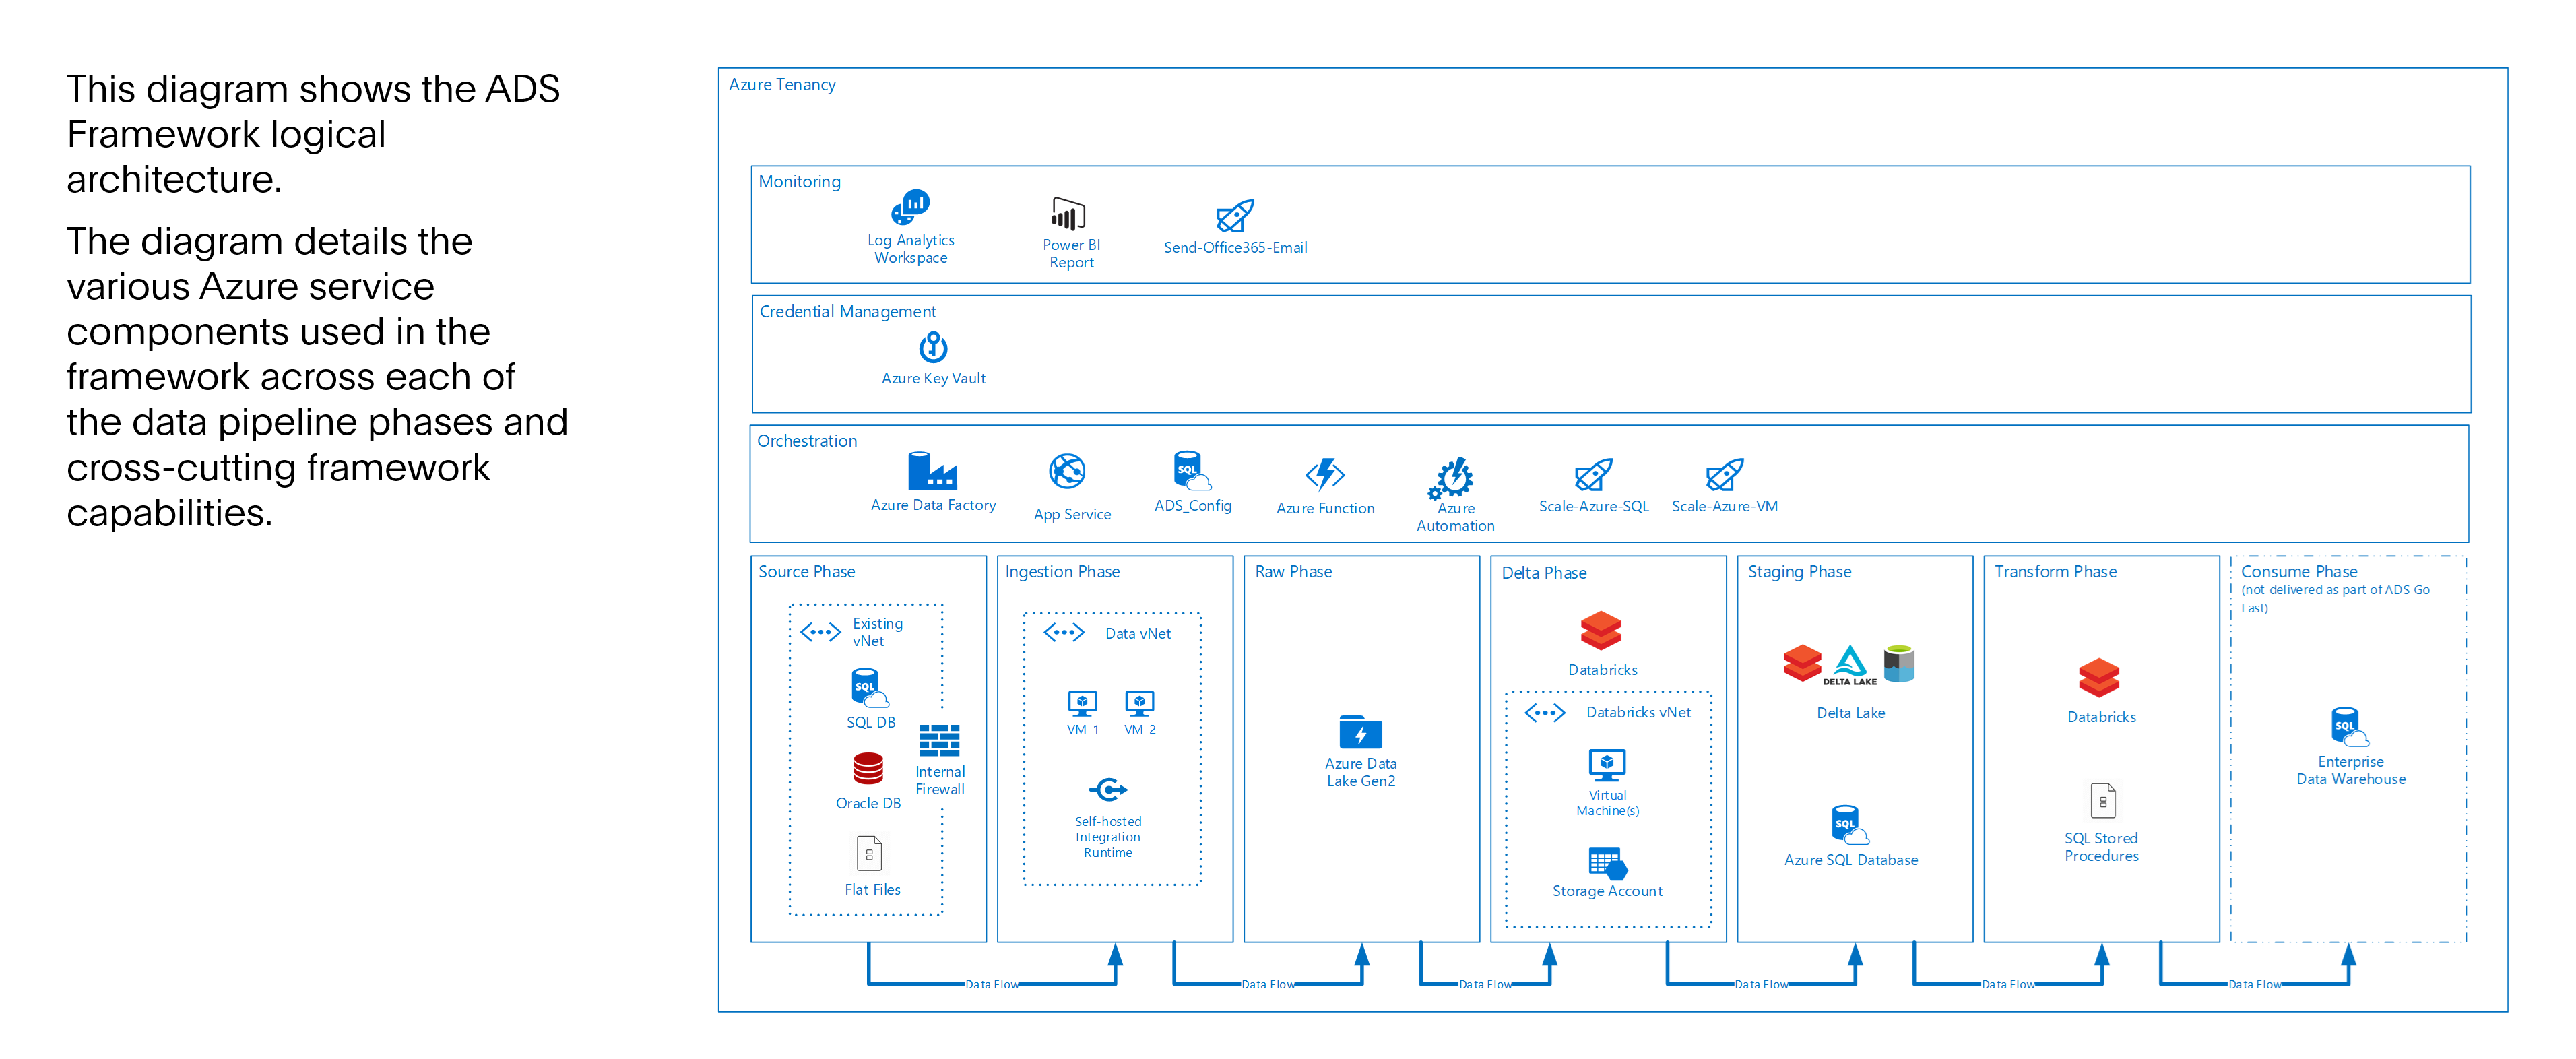 This diagram shows the ADS
Framework logical
architecture.
The diagram details the
various Azure service
components used in the
framework across each of
the data pipeline phases and
cross-cutting framework
capabilities.
Azure Tenancy
Monitoring
Log Analytics
Workspace
Power BI
Report
Send-Office365-Email
Credential Management
Azure Key Vault
Orchestration
Azure Data Factory
App Service
SQL
ADS_Config
Azure Function
Azure
Automation
Scale-Azure-SQL
Scale-Azure-VM
Source Phase
Existing
vNet
SQL
SQL DB
Oracle DB
Internal
Firewall
Flat Files
Ingestion Phase
Data vNet
VM-1
VM-2
Self-hosted
Integration
Runtime
Raw Phase
Azure Data
Lake Gen2
Delta Phase
Databricks
Databricks vNet
Virtual
Machine(s)
Storage Account
Staging Phase
DELTA LAKE
Delta Lake
SQL
Azure SQL Database
Transform Phase
Databricks
SQL Stored
Procedures
Consume Phase
(not delivered as part of ADS Go
Fast)
SQL
Enterprise
Data Warehouse
Data Flow
Data Flow
Data Flow
Data Flow
Data Flow
Data Flow